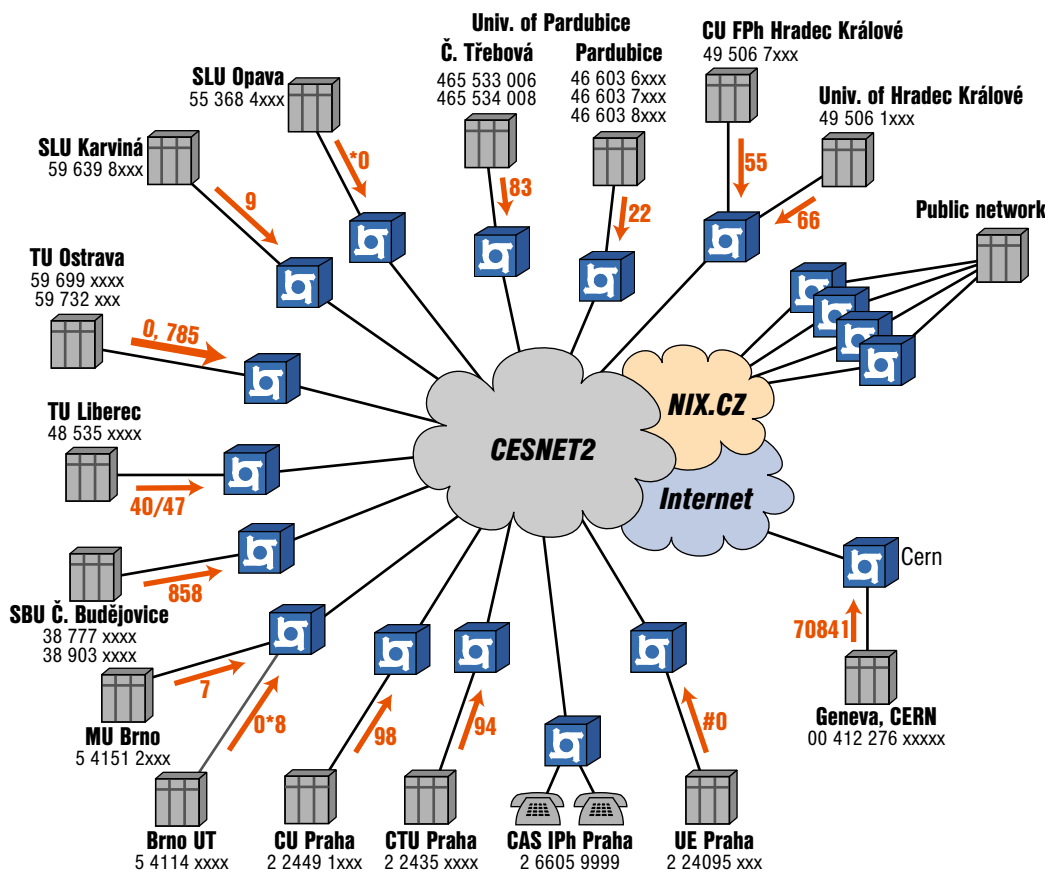 Univ. of Pardubice
Č. Třebová
465 533 006
465 534 008
Pardubice
46 603 6xxx
46 603 7xxx
46 603 8xxx
CU FPh Hradec Králové
49 506 7xxx
SLU Opava
55 368 4xxx
Univ. of Hradec Králové
49 506 1xxx
SLU Karviná
59 639 8xxx
*0
9
83
22
55
66
Public network
TU Ostrava
59 699 xxxx
59 732 xxx
0, 785
NIX.CZ
CESNET2
Internet
TU Liberec
48 535 xxxx
40/47
858
SBU Č. Budějovice
38 777 xxxx
38 903 xxxx
Cern
70841
7
MU Brno
5 4151 2xxx
0*8
98
94
#0
Geneva, CERN
00 412 276 xxxxx
Brno UT
5 4114 xxxx
CU Praha
2 2449 1xxx
CTU Praha
2 2435 xxxx
CAS IPh Praha
2 6605 9999
UE Praha
2 24095 xxx